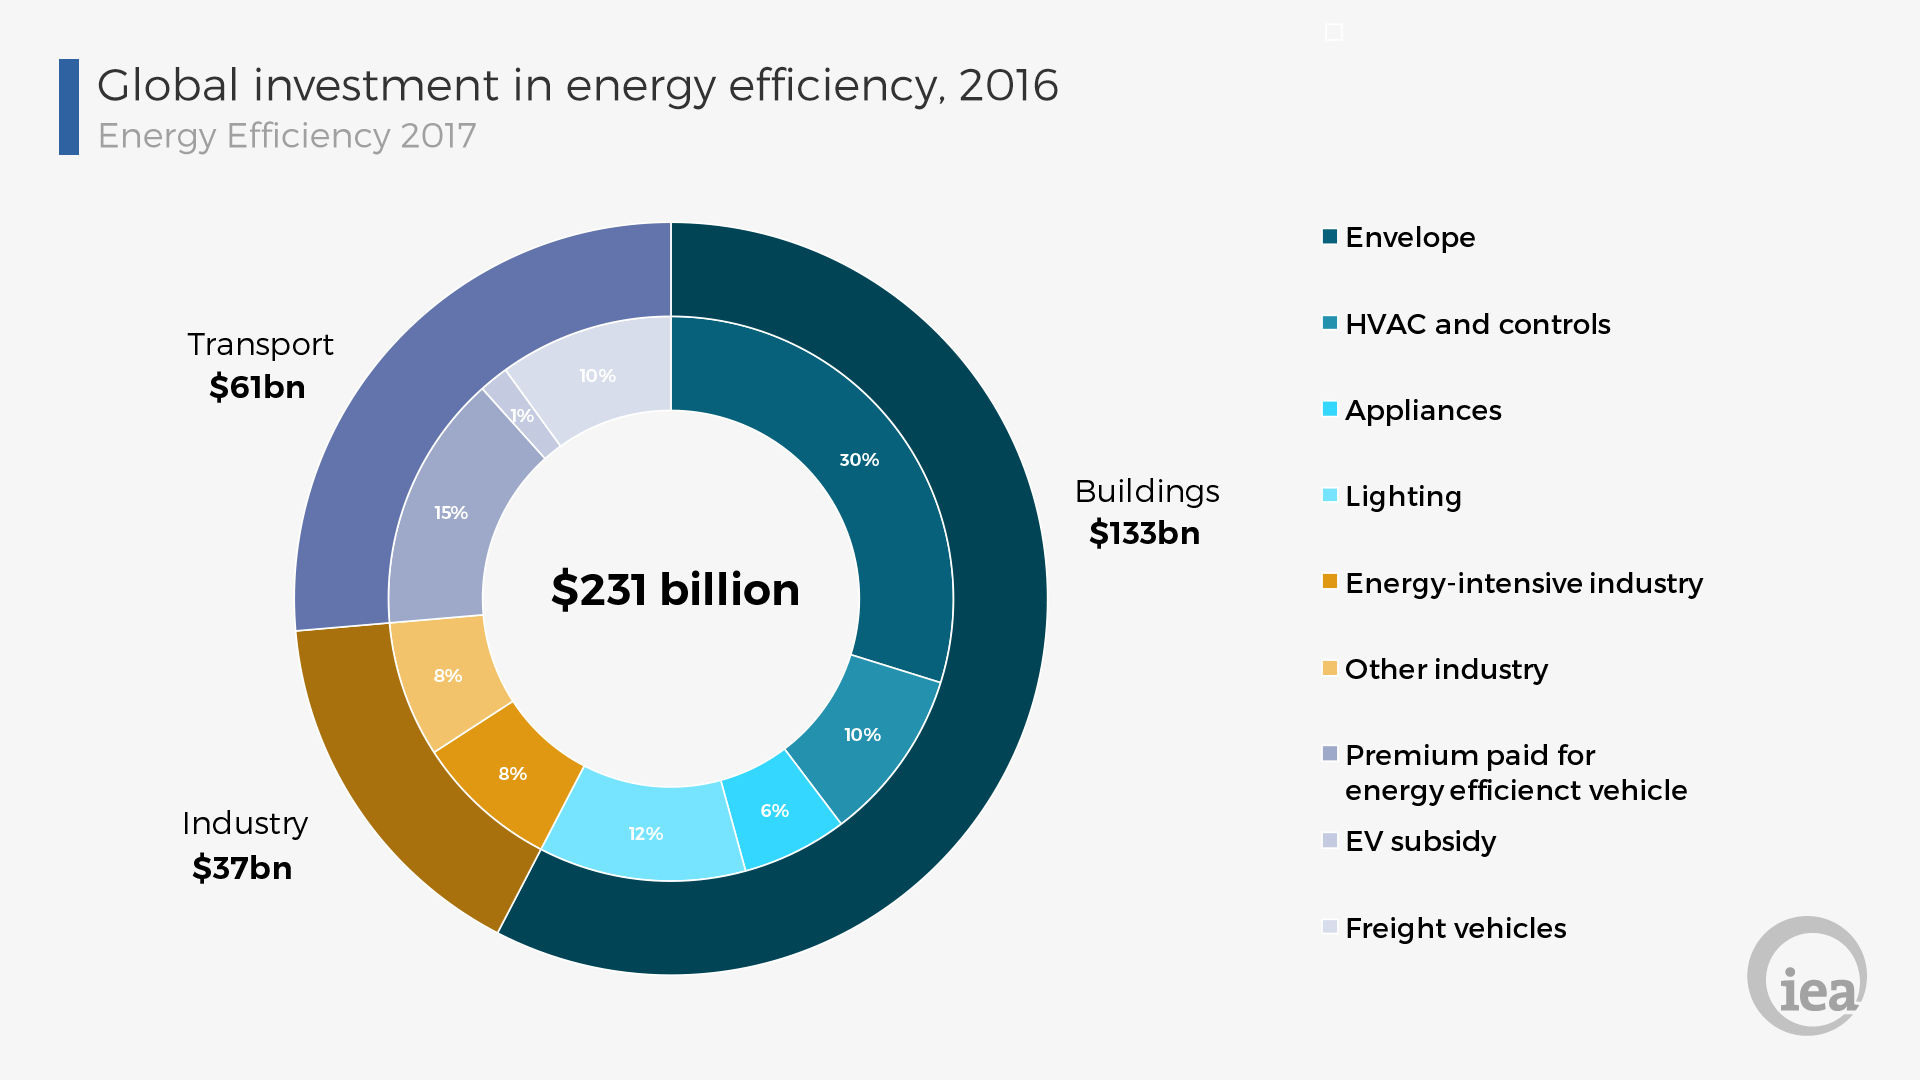 Global investment in energy efficiency, 2016
Energy Efficiency 2017
Transport
$61bn
Buildings
$133bn
Industry
$37bn
$231 billion
30%
10%
6%
12%
8%
8%
15%
1%
10%
Envelope
HVAC and controls
Appliances
Lighting
Energy-intensive industry
Other industry
Premium paid for
energy efficienct vehicle
EV subsidy
Freight vehicles
iea